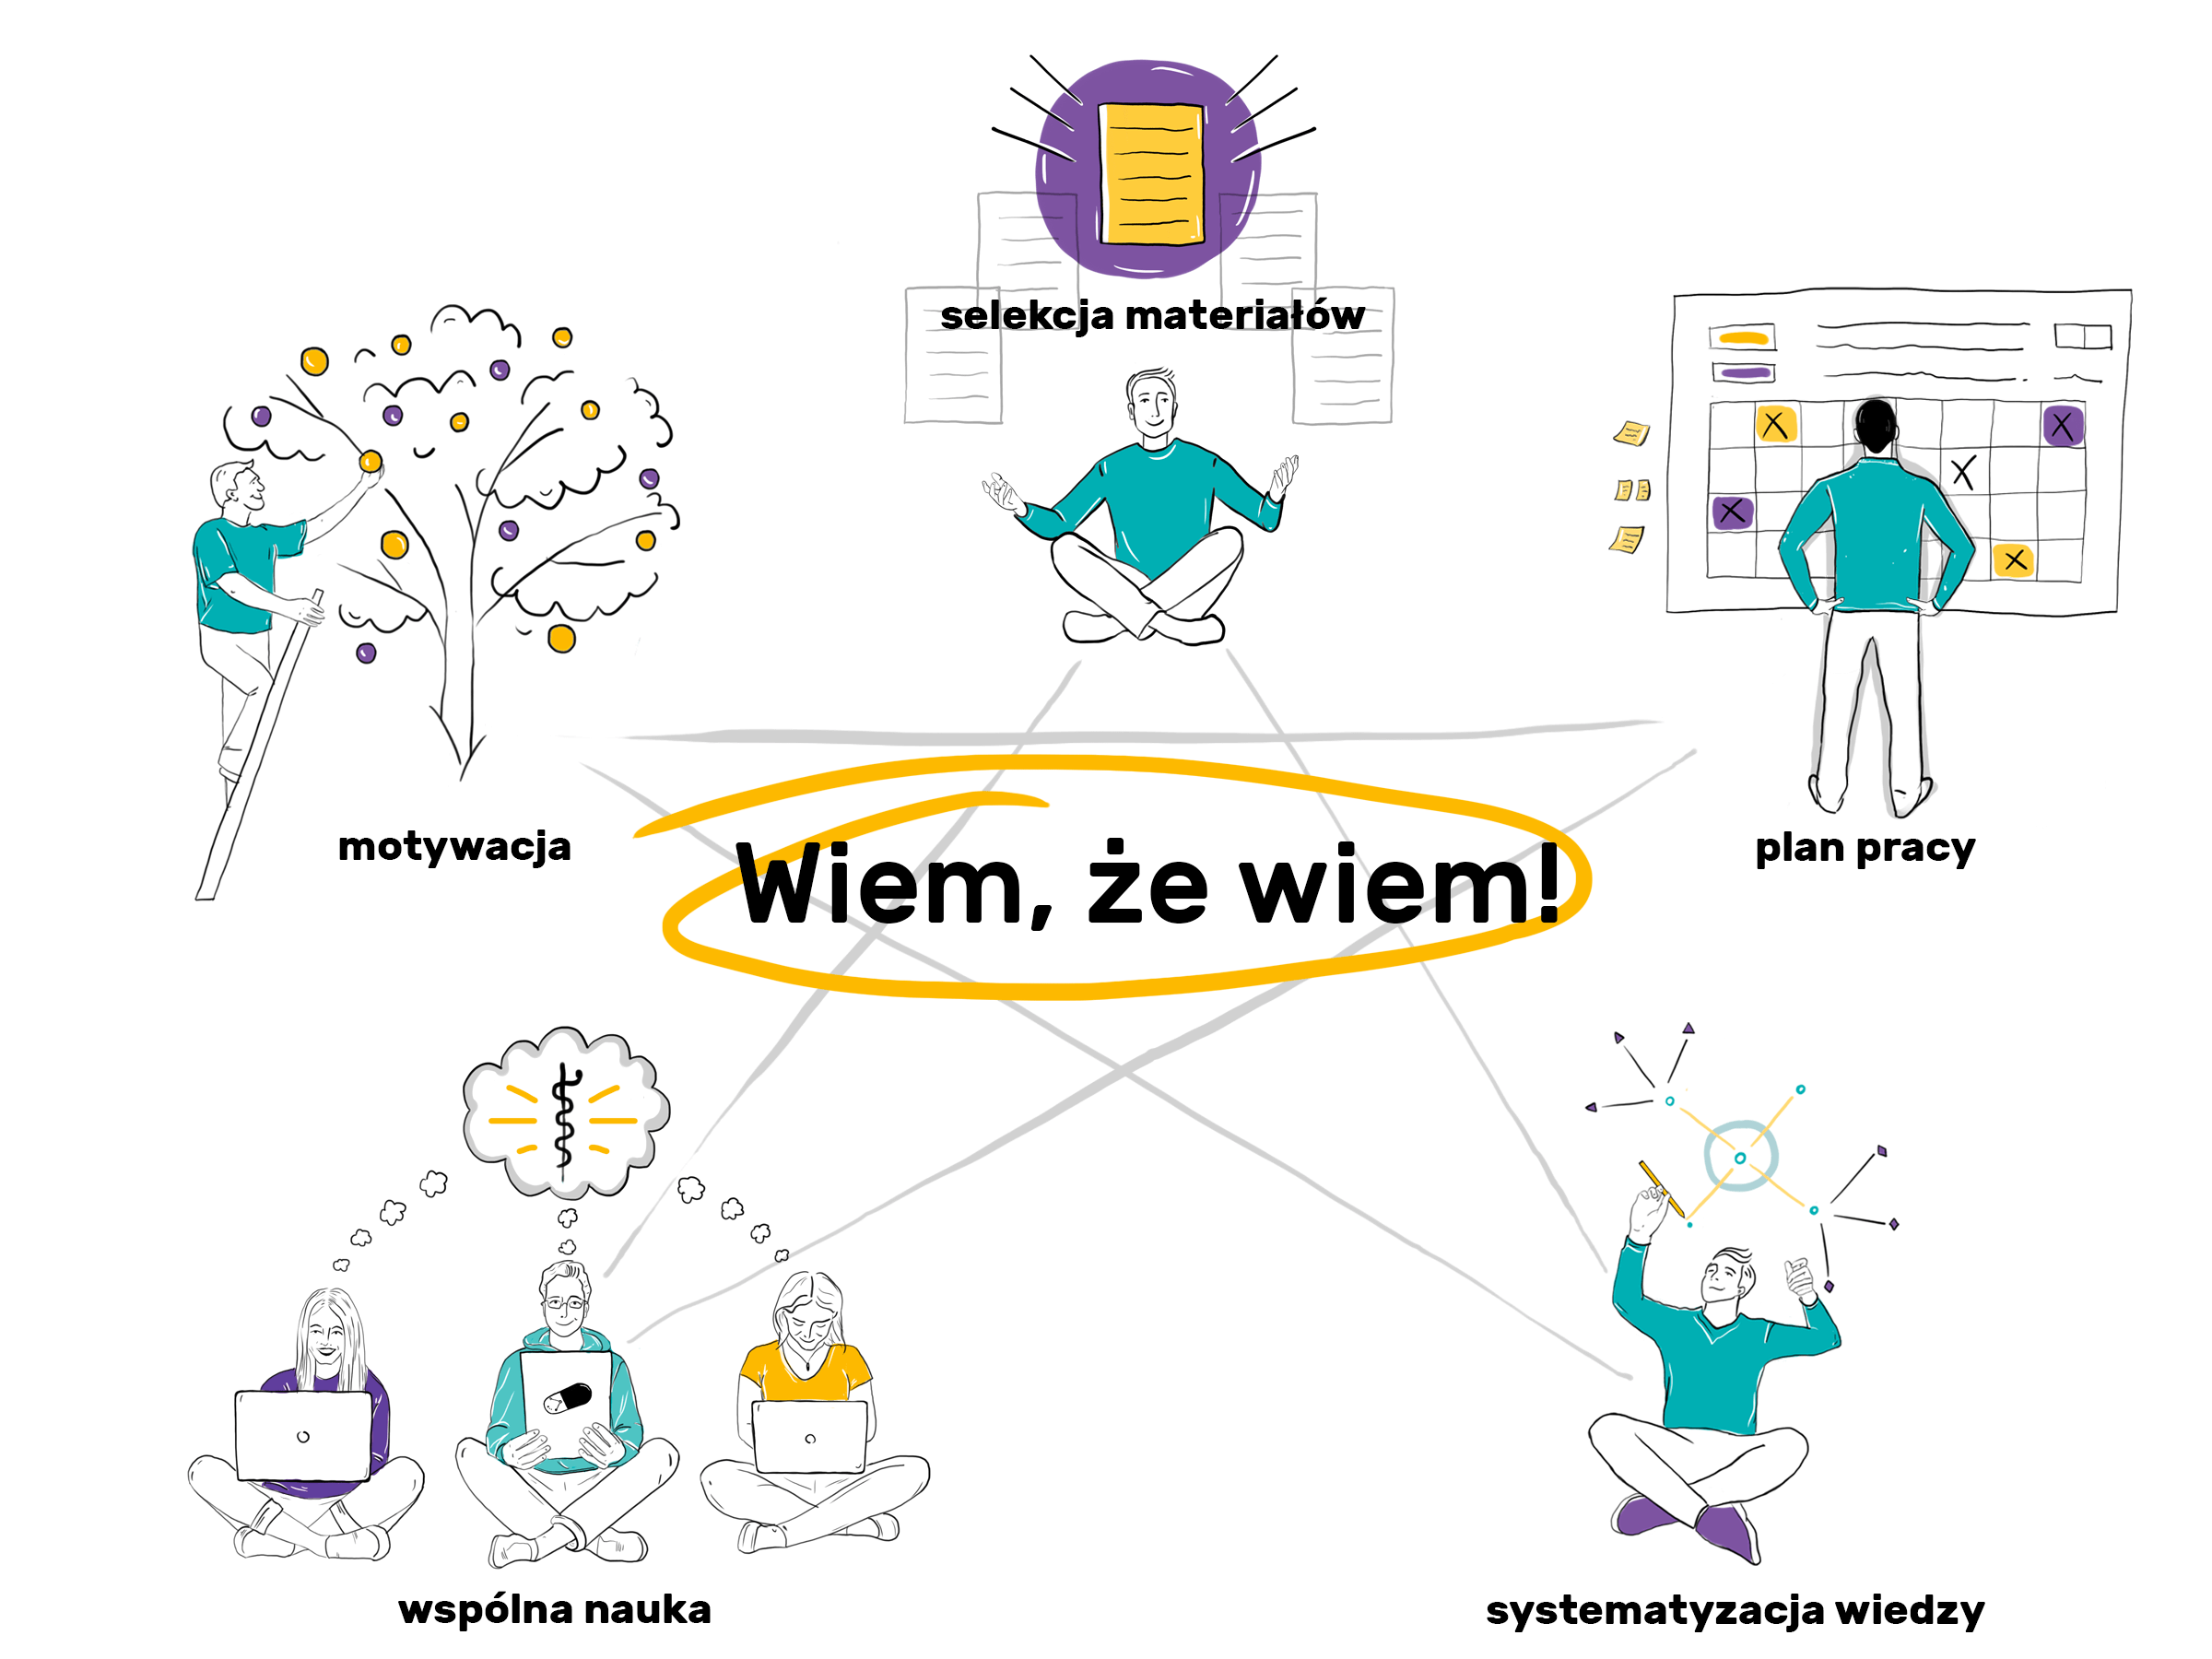 selekcja materiałów
motywacja
plan pracy
Wiem, że wiem!
wspólna nauka
systematyzacja wiedzy